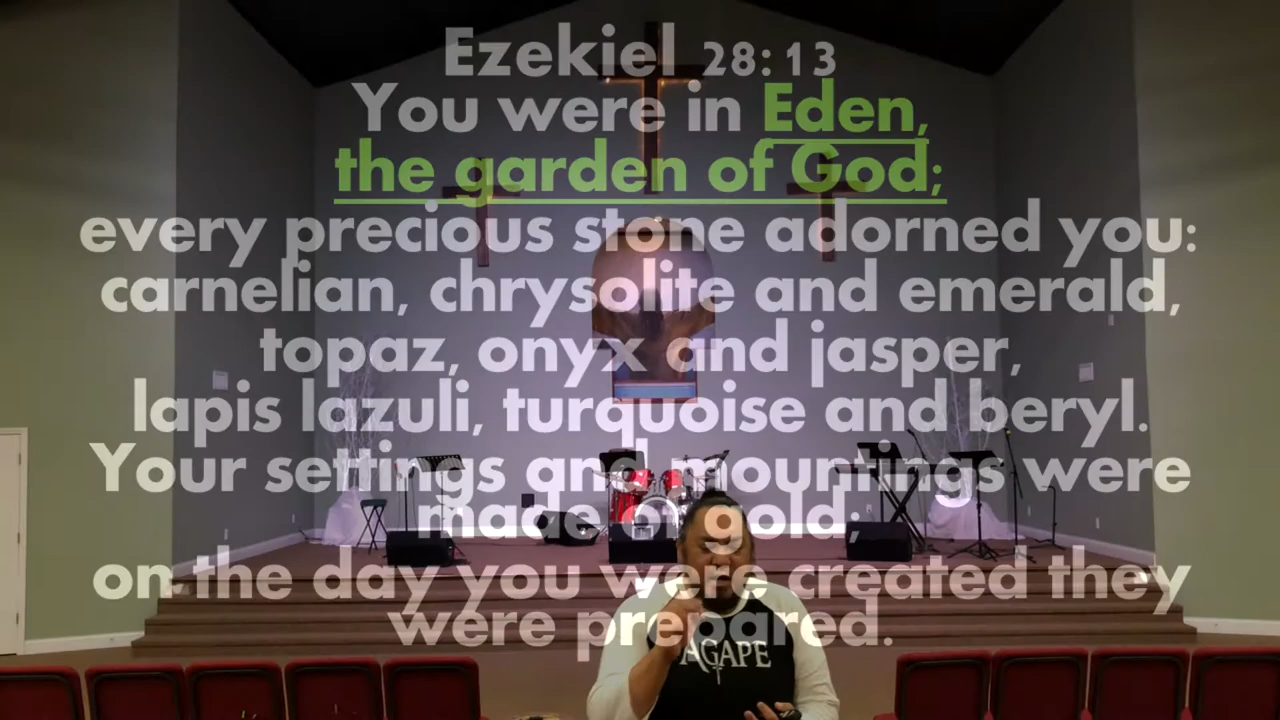 Ezekiel 28:13
You were in Eden,
the garden of God;
every precious stone adorned you:
carnelian, chrysolite and emerald,
topaz, onyx and jasper,
lapis lazuli, turquoise and beryl.
Your settings and mountings were
made of gold;
on the day you were created they
were prepared.
AGAPE